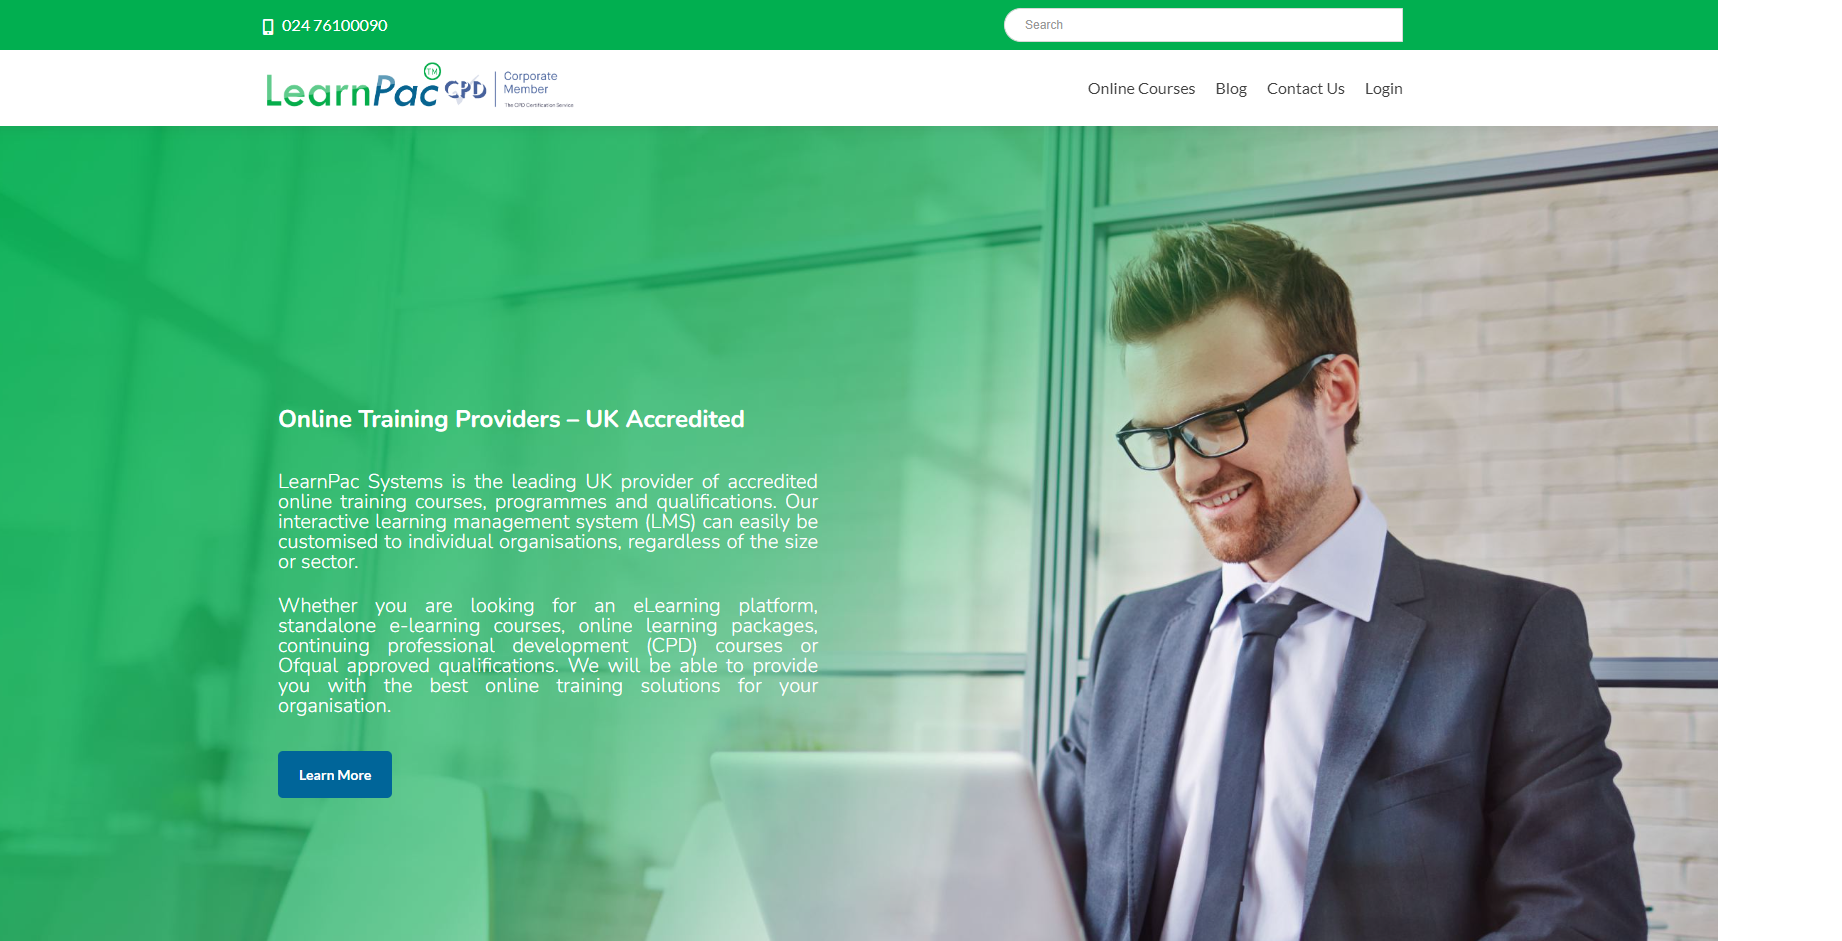 024 76100090
Search
LearnPac TM
CPD
Corporate
Member
The CPD Certification Service
Online Courses Blog Contact Us Login
Online Training Providers – UK Accredited
LearnPac Systems is the leading UK provider of accredited
online training courses, programmes and qualifications. Our
interactive learning management system (LMS) can easily be
customised to individual organisations, regardless of the size
or sector.
Whether you are looking for an eLearning platform,
standalone e-learning courses, online learning packages,
continuing professional development (CPD) courses or
Ofqual approved qualifications. We will be able to provide
you with the best online training solutions for your
organisation.
Learn More